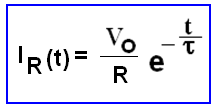 I_R(t) = V_o/R e^{-t/τ}